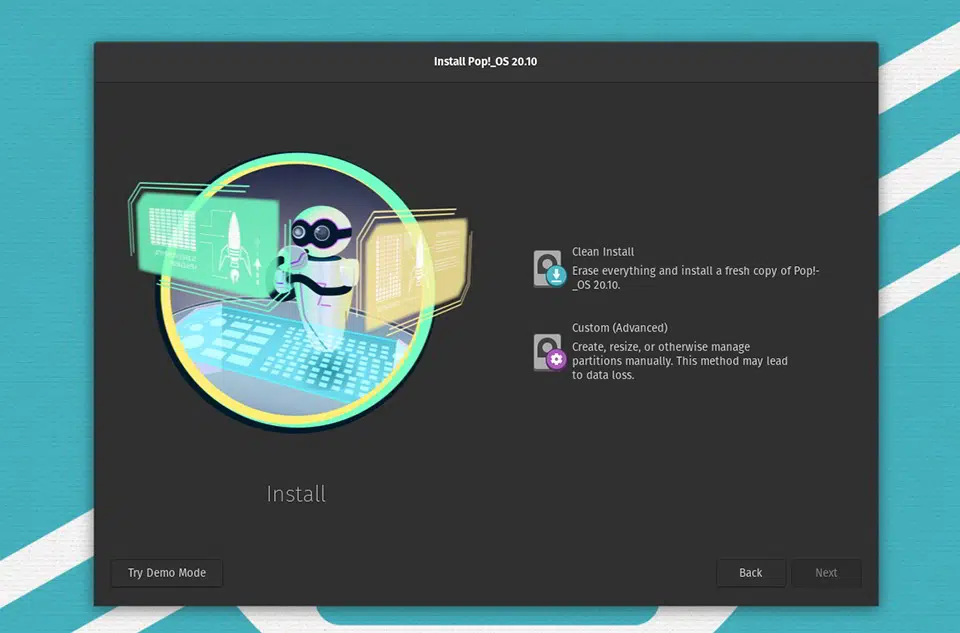 Install Pop!_OS 20.10
Clean Install
Erase everything and install a fresh copy of Pop!-
_OS 20.10.
Custom (Advanced)
Create, resize, or otherwise manage
partitions manually. This method may lead
to data loss.
Install
Try Demo Mode
Back
Next